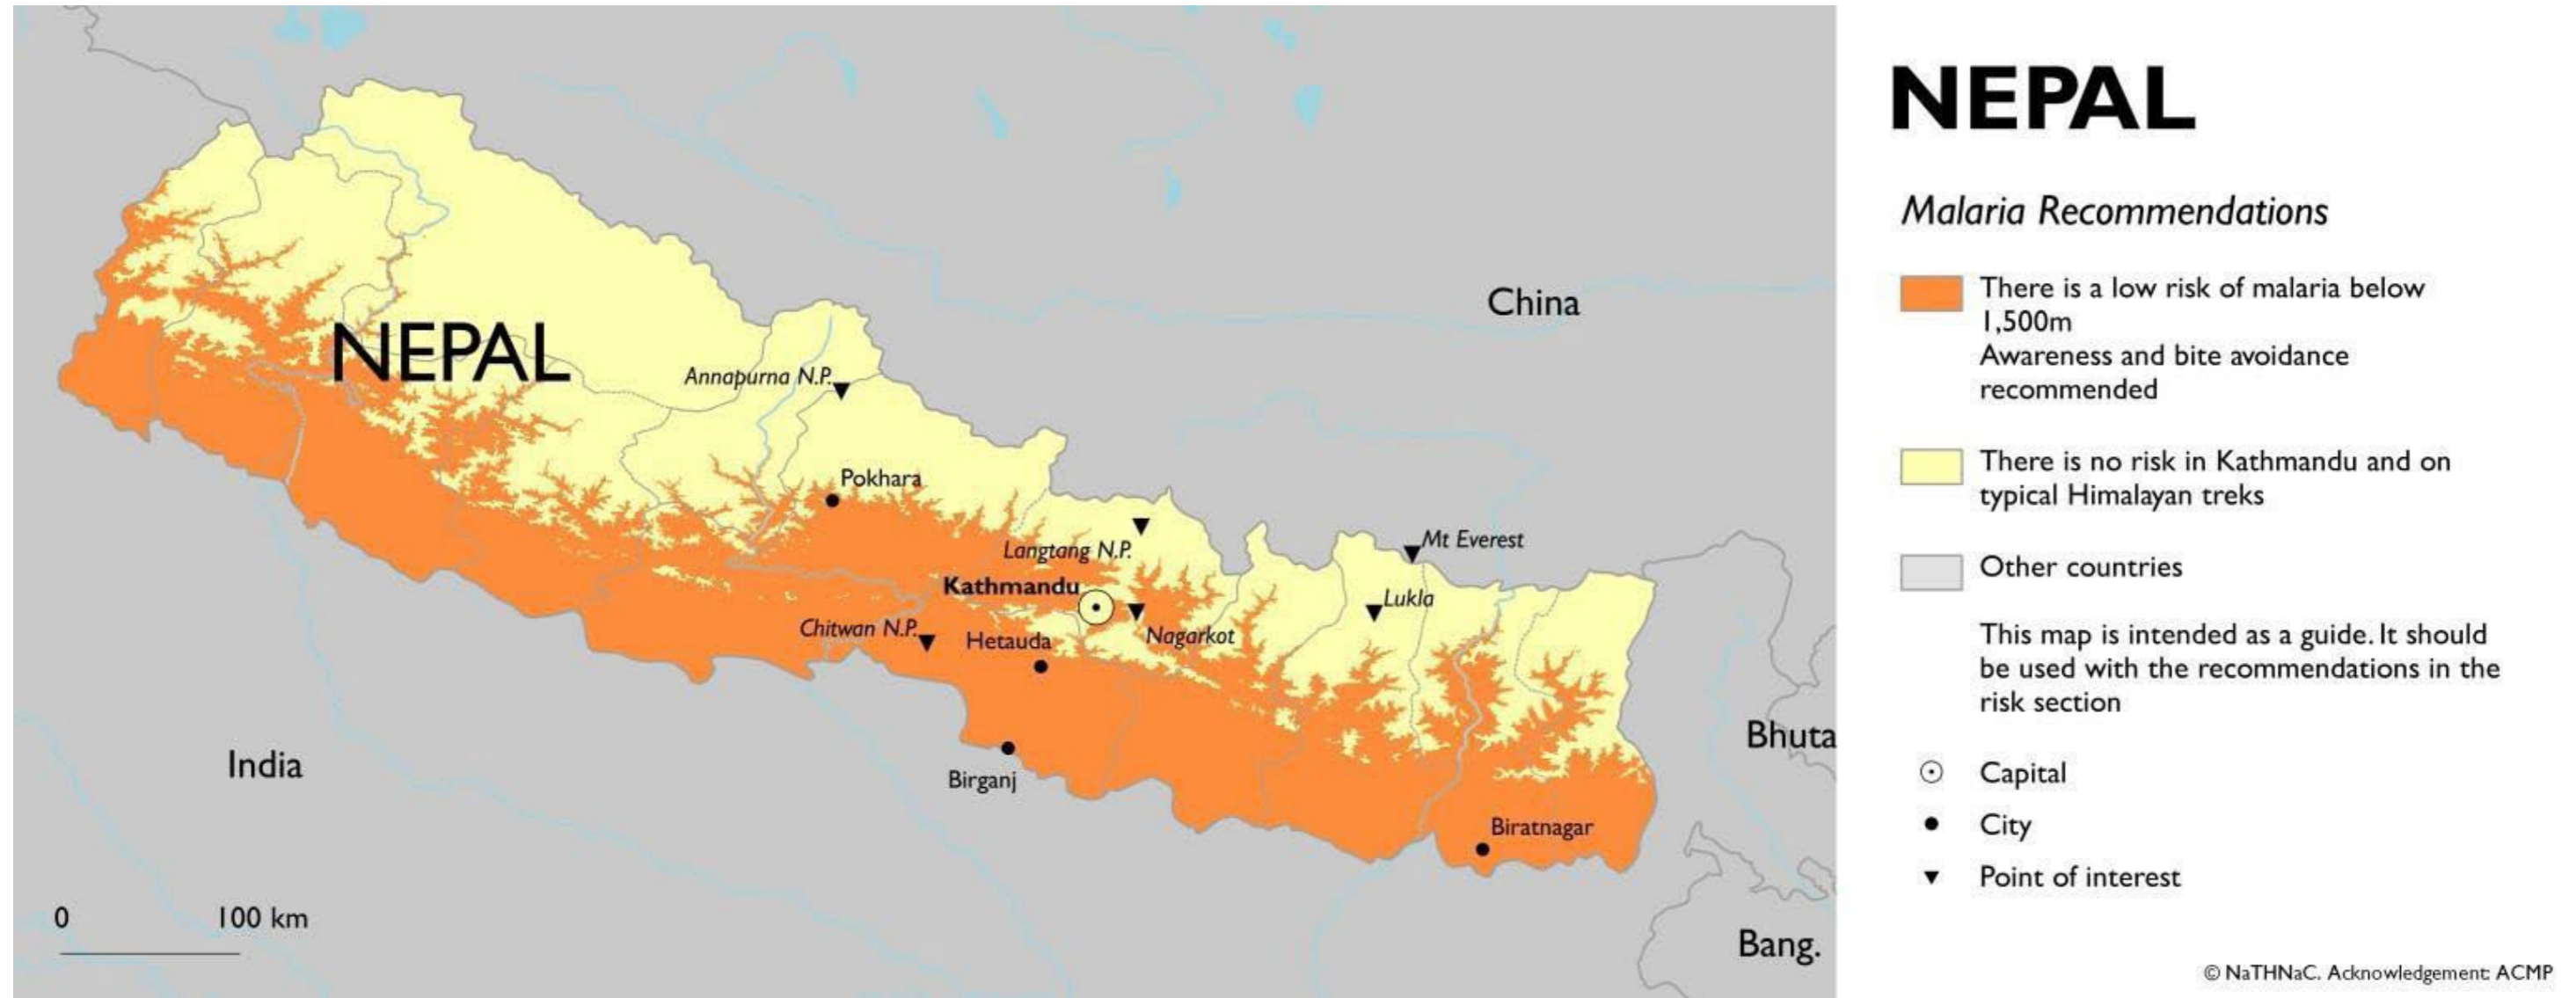 NEPAL
China
Annapurna N.P.
Pokhara
Langtang N.P.
Mt Everest
Kathmandu
Lukla
Chitwan N.P.
Hetauda
Nagarkot
India
Birganj
Bhuta
Biratnagar
0 100 km
Bang.
NEPAL
Malaria Recommendations
There is a low risk of malaria below
1,500m
Awareness and bite avoidance
recommended
There is no risk in Kathmandu and on
typical Himalayan treks
Other countries
This map is intended as a guide. It should
be used with the recommendations in the
risk section
Capital
City
Point of interest
© NaTHNaC. Acknowledgement: ACMP